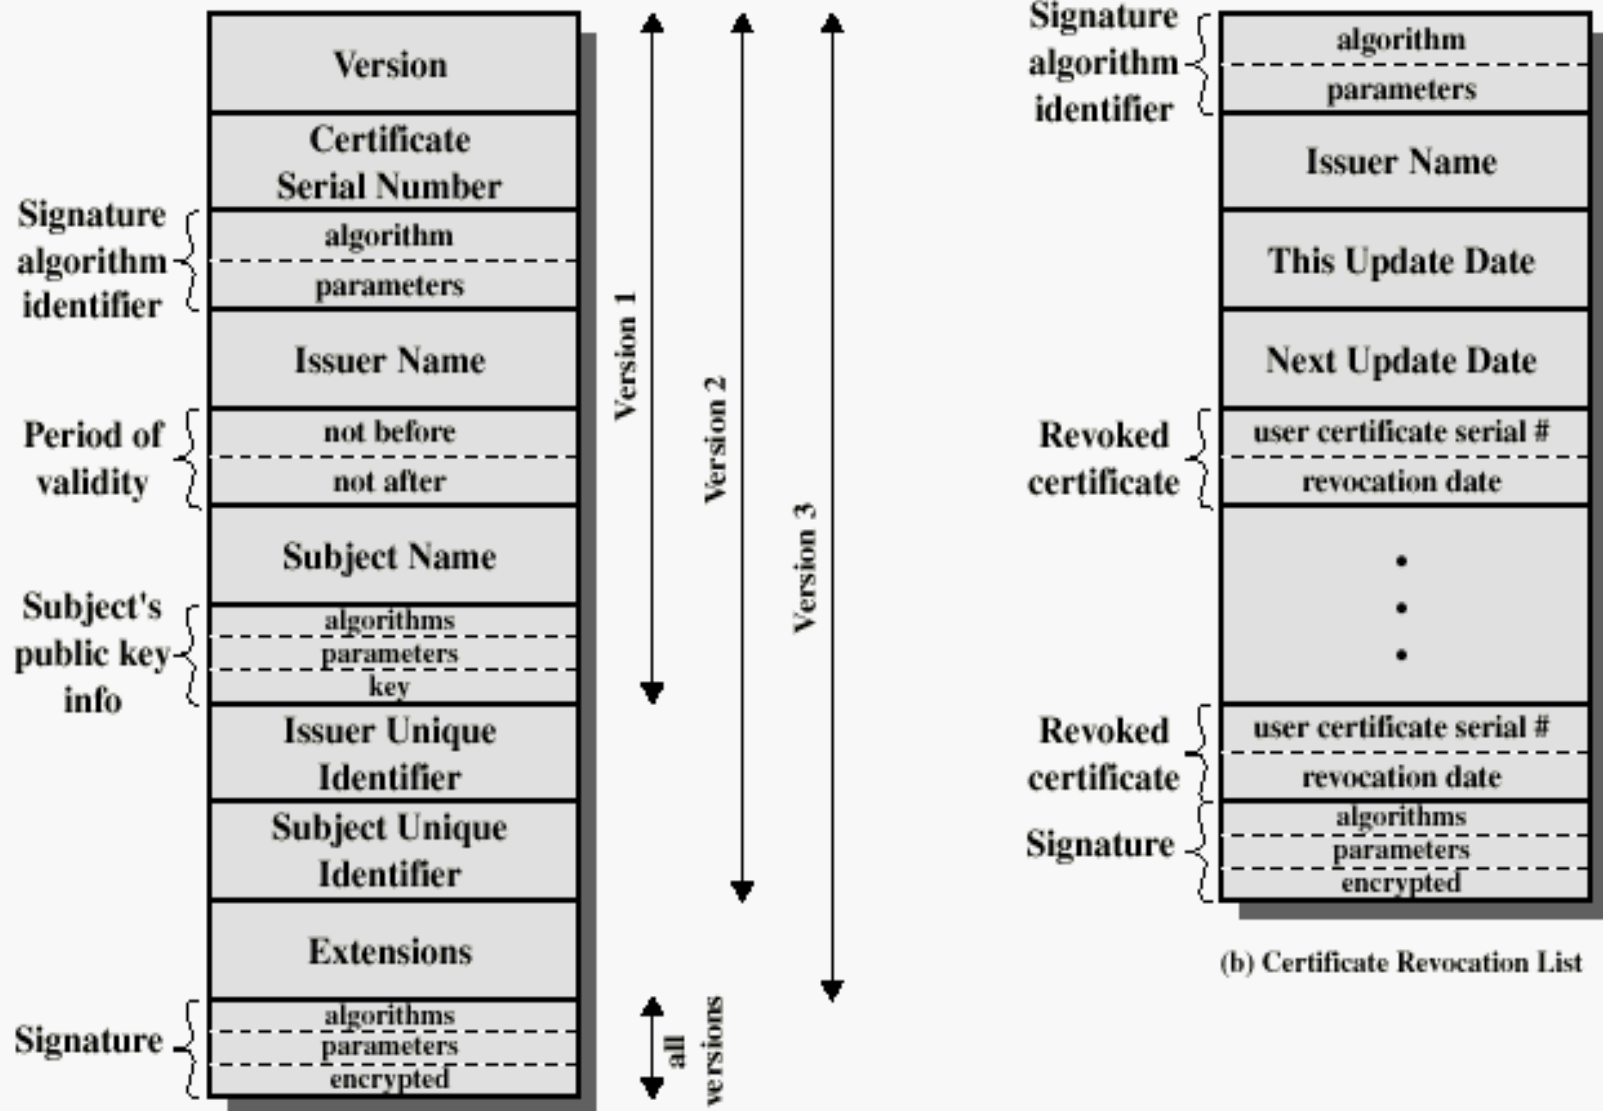 Version
Certificate
Serial Number
Signature
algorithm
identifier
algorithm
parameters
Issuer Name
Period of
validity
not before
not after
Subject Name
Subject's
public key
info
algorithms
parameters
key
Issuer Unique
Identifier
Subject Unique
Identifier
Extensions
Signature
algorithms
parameters
encrypted
Version 1
Version 2
Version 3
all
versions
Signature
algorithm
identifier
algorithm
parameters
Issuer Name
This Update Date
Next Update Date
Revoked
certificate
user certificate serial #
revocation date
Revoked
certificate
user certificate serial #
revocation date
Signature
algorithms
parameters
encrypted
(b) Certificate Revocation List